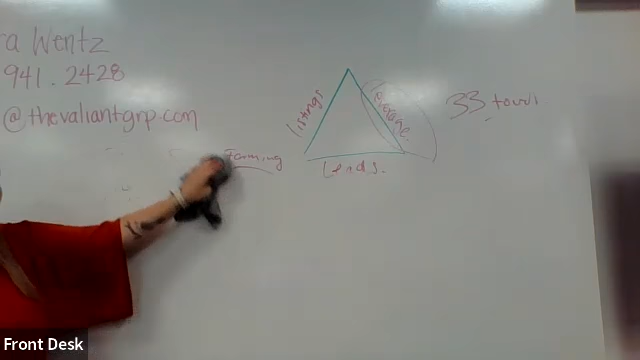 ra Wentz
941.2428
@thevaliantgrp.com
listings
33 touch
Farming
Leads.
Front Desk